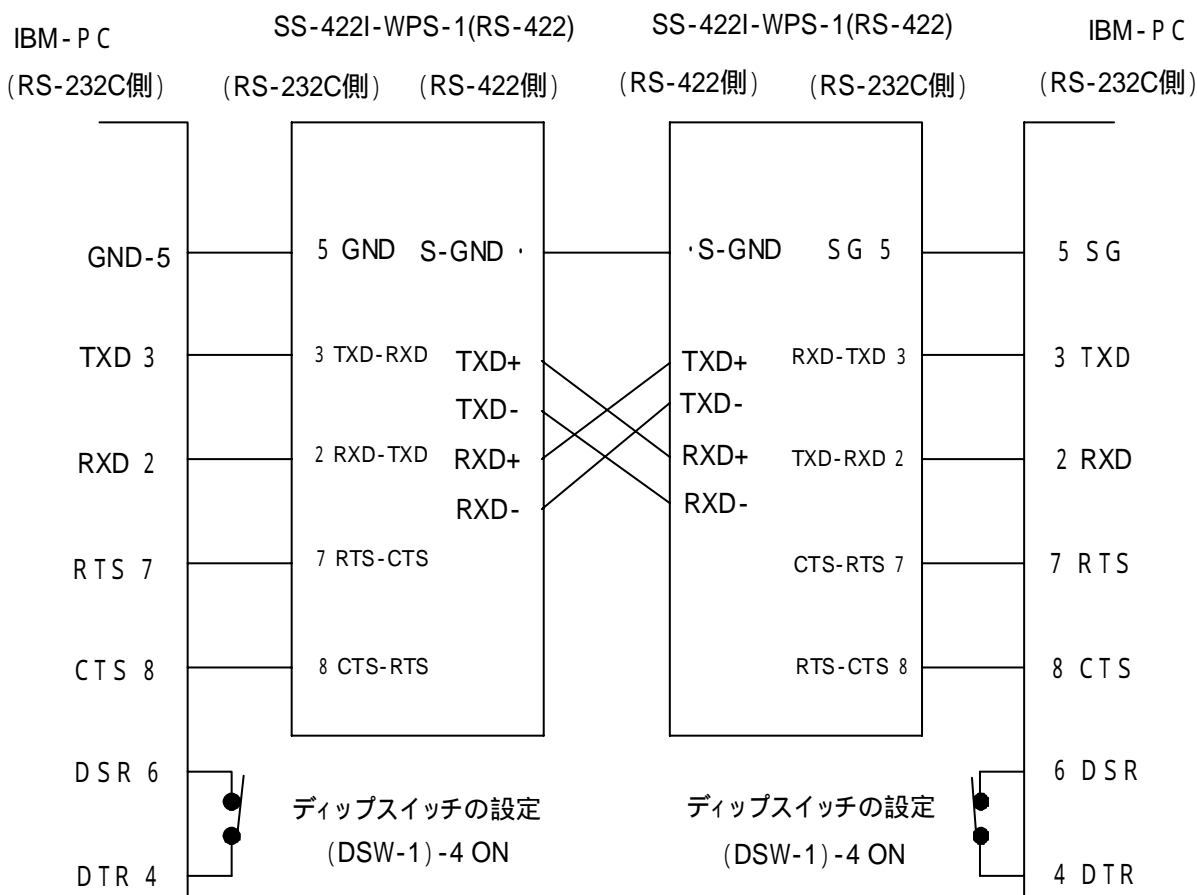 IBM-PC SS-422I-WPS-1(RS-422) SS-422I-WPS-1(RS-422) IBM-PC
(RS-232C側) (RS-232C側) (RS-422側) (RS-422側) (RS-232C側) (RS-232C側)
GND-5 5 GND S-GND ・S-GND SG 5 5 SG
TXD 3 3 TXD-RXD TXD+ TXD+ RXD-TXD 3 3 TXD
TXD- TXD-
RXD 2 2 RXD-TXD RXD+ RXD+ TXD-RXD 2 2 RXD
RXD- RXD-
RTS 7 7 RTS-CTS CTS-RTS 7 7 RTS
CTS 8 8 CTS-RTS RTS-CTS 8 8 CTS
DSR 6 6 DSR
ディップスイッチの設定 ディップスイッチの設定
(DSW-1)-4 ON (DSW-1)-4 ON
DTR 4 4 DTR